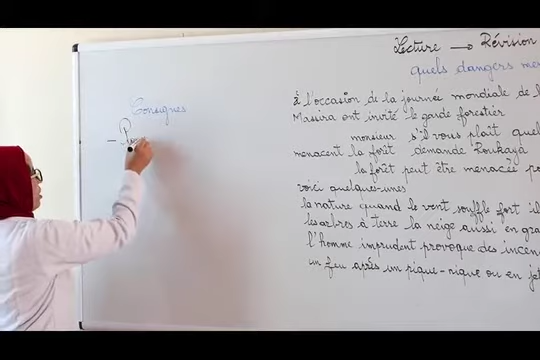 Lecture → Révision
quels dangers men
Consignes
-
à l'occasion de la journée mondiale de l
Massira ont invité le garde forestier
monsieur s'il vous plaît quel
menacent la forêt demande Roukaya
la forêt peut être menacée po
voici quelques-unes
la nature quand le vent souffle fort il
les arbres à terre la neige aussi en gra
l'homme imprudent provoque des incen
un feu après un pique-nique ou en jet